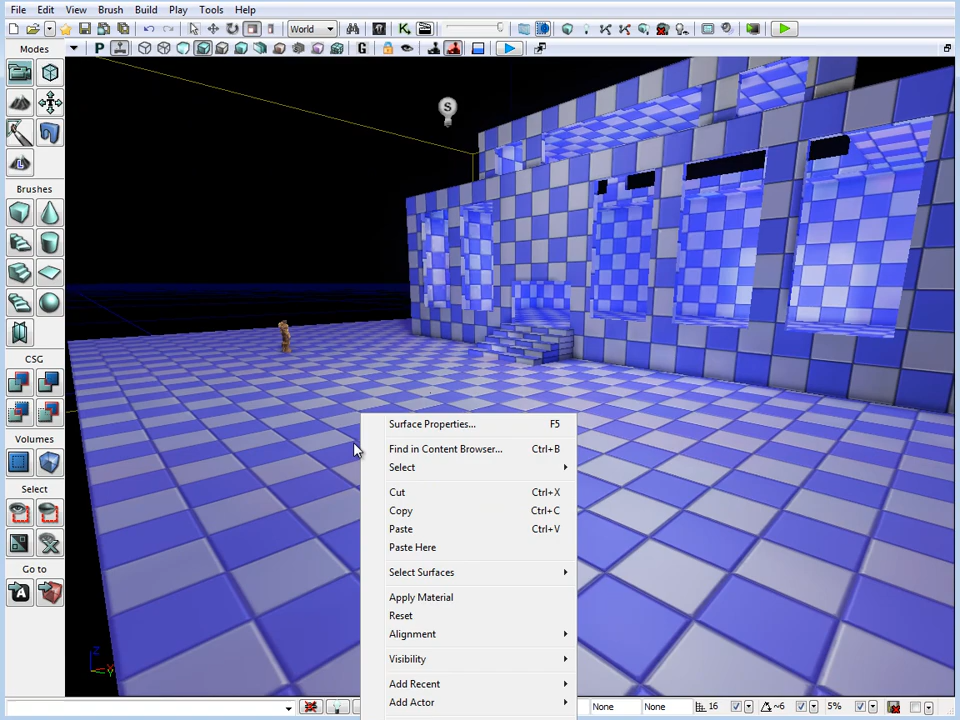 File Edit View Brush Build Play Tools Help
World
Modes
P
G
S
Brushes
CSG
Volumes
Select
Go to
A
Surface Properties... F5
Find in Content Browser... Ctrl+B
Select
Cut Ctrl+X
Copy Ctrl+C
Paste Ctrl+V
Paste Here
Select Surfaces
Apply Material
Reset
Alignment
Visibility
Add Recent
Add Actor
Z
X
Y
None None 16 ~6 5%